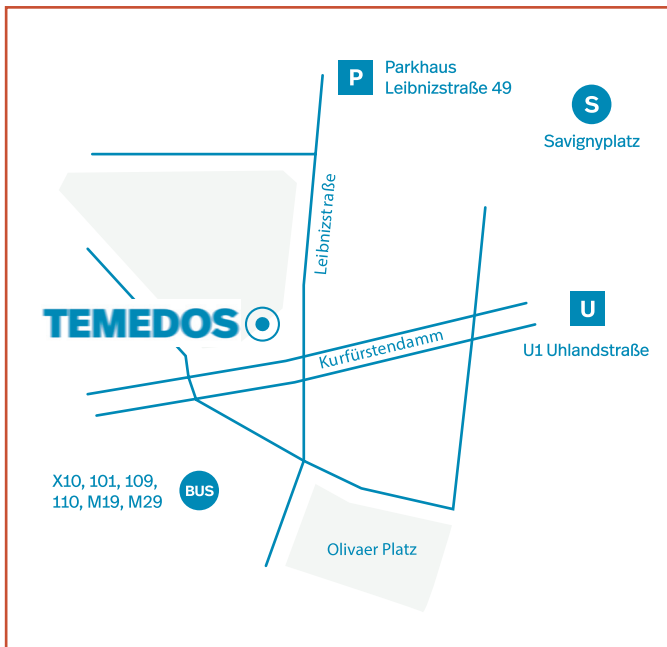 P
Parkhaus
Leibnizstraße 49
S
Savignyplatz
Leibnizstraße
TEMEDOS
Kurfürstendamm
U
U1 Uhlandstraße
X10, 101, 109,
110, M19, M29
BUS
Olivaer Platz